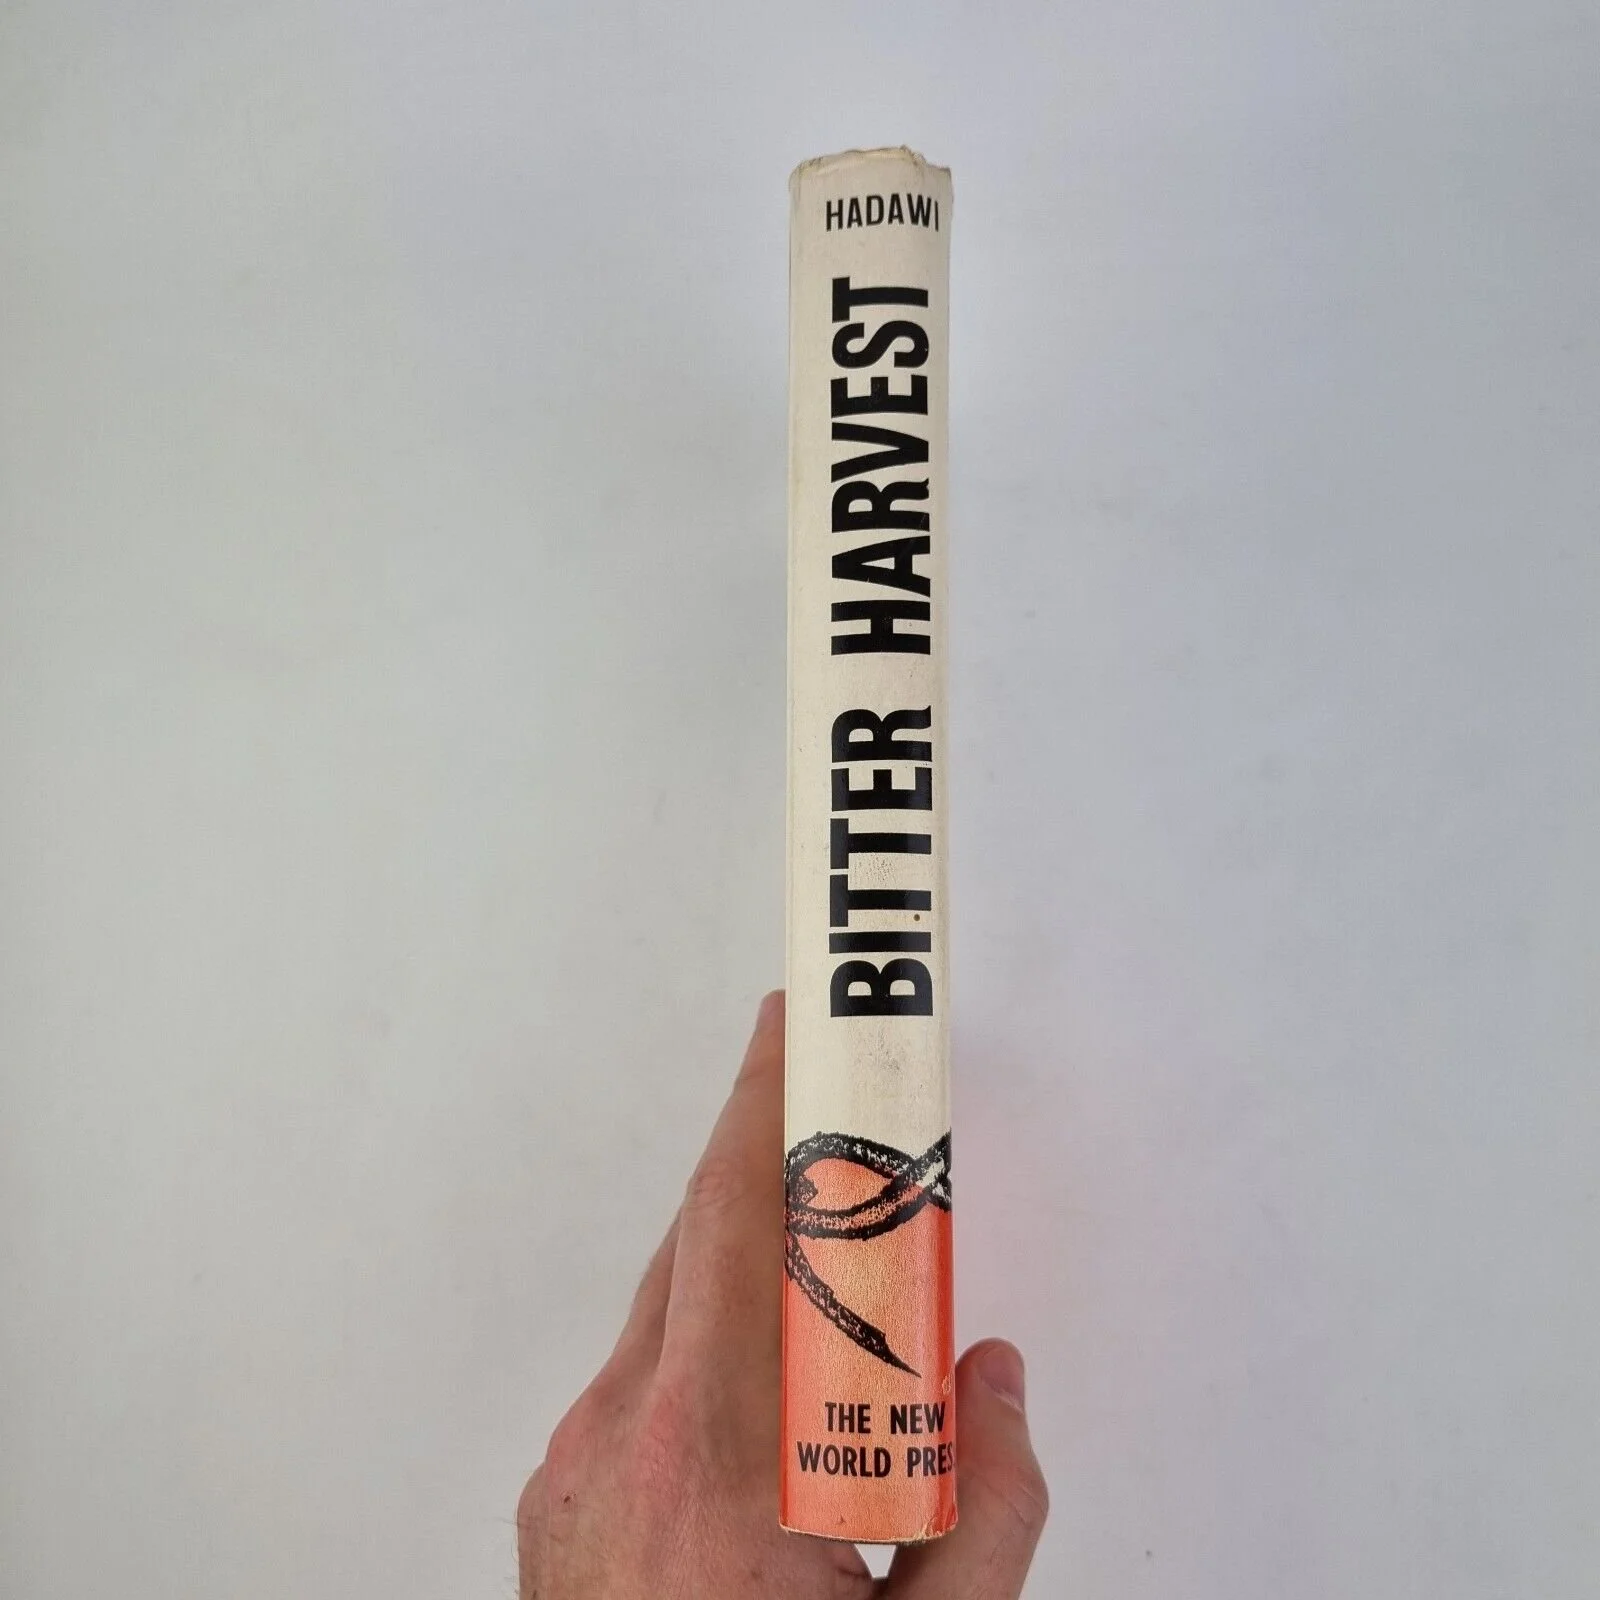 HADAWI
BITTER HARVEST
THE NEW
WORLD PRES